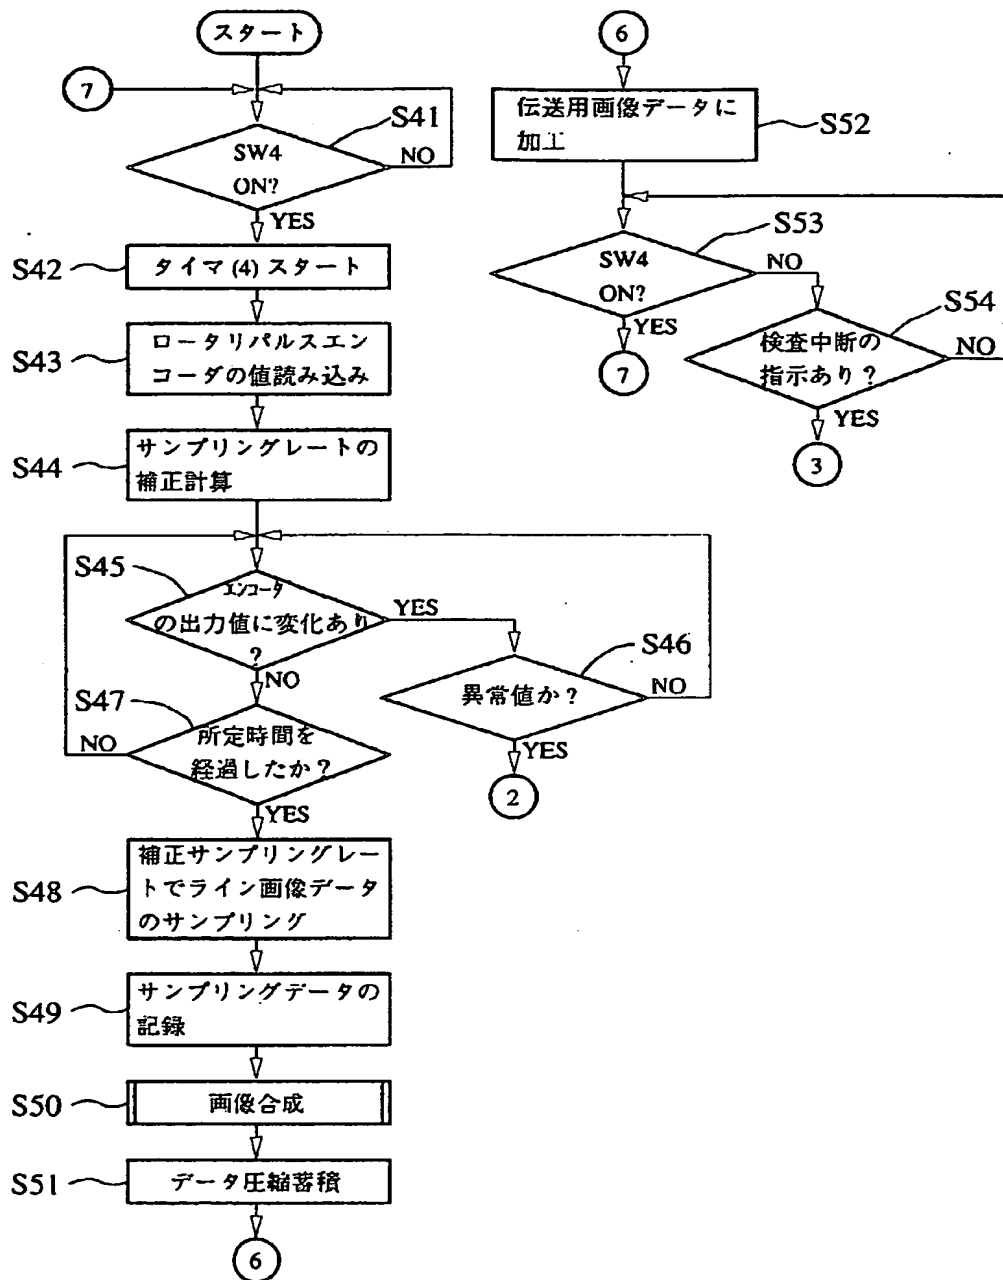 スタート
7
S41
SW4
ON?
NO
YES
S42
タイマ(4)スタート
S43
ロータリパルスエン
コーダの値読み込み
S44
サンプリングレートの
補正計算
S45
エンコータ
の出力値に変化あり
?
YES
NO
S46
異常値か?
NO
YES
2
S47
所定時間を
経過したか?
NO
YES
S48
補正サンプリングレー
トでライン画像データ
のサンプリング
S49
サンプリングデータの
記録
S50
画像合成
S51
データ圧縮蓄積
6
6
伝送用画像データに
加工
S52
S53
SW4
ON?
NO
YES
7
S54
検査中断の
指示あり?
NO
YES
3